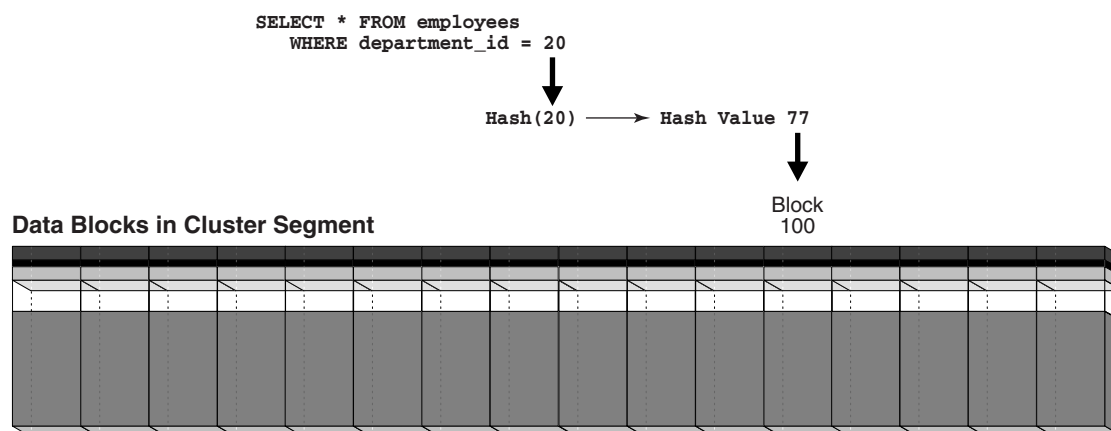 SELECT * FROM employees
WHERE department_id = 20
Hash(20) Hash Value 77
Block
100
Data Blocks in Cluster Segment